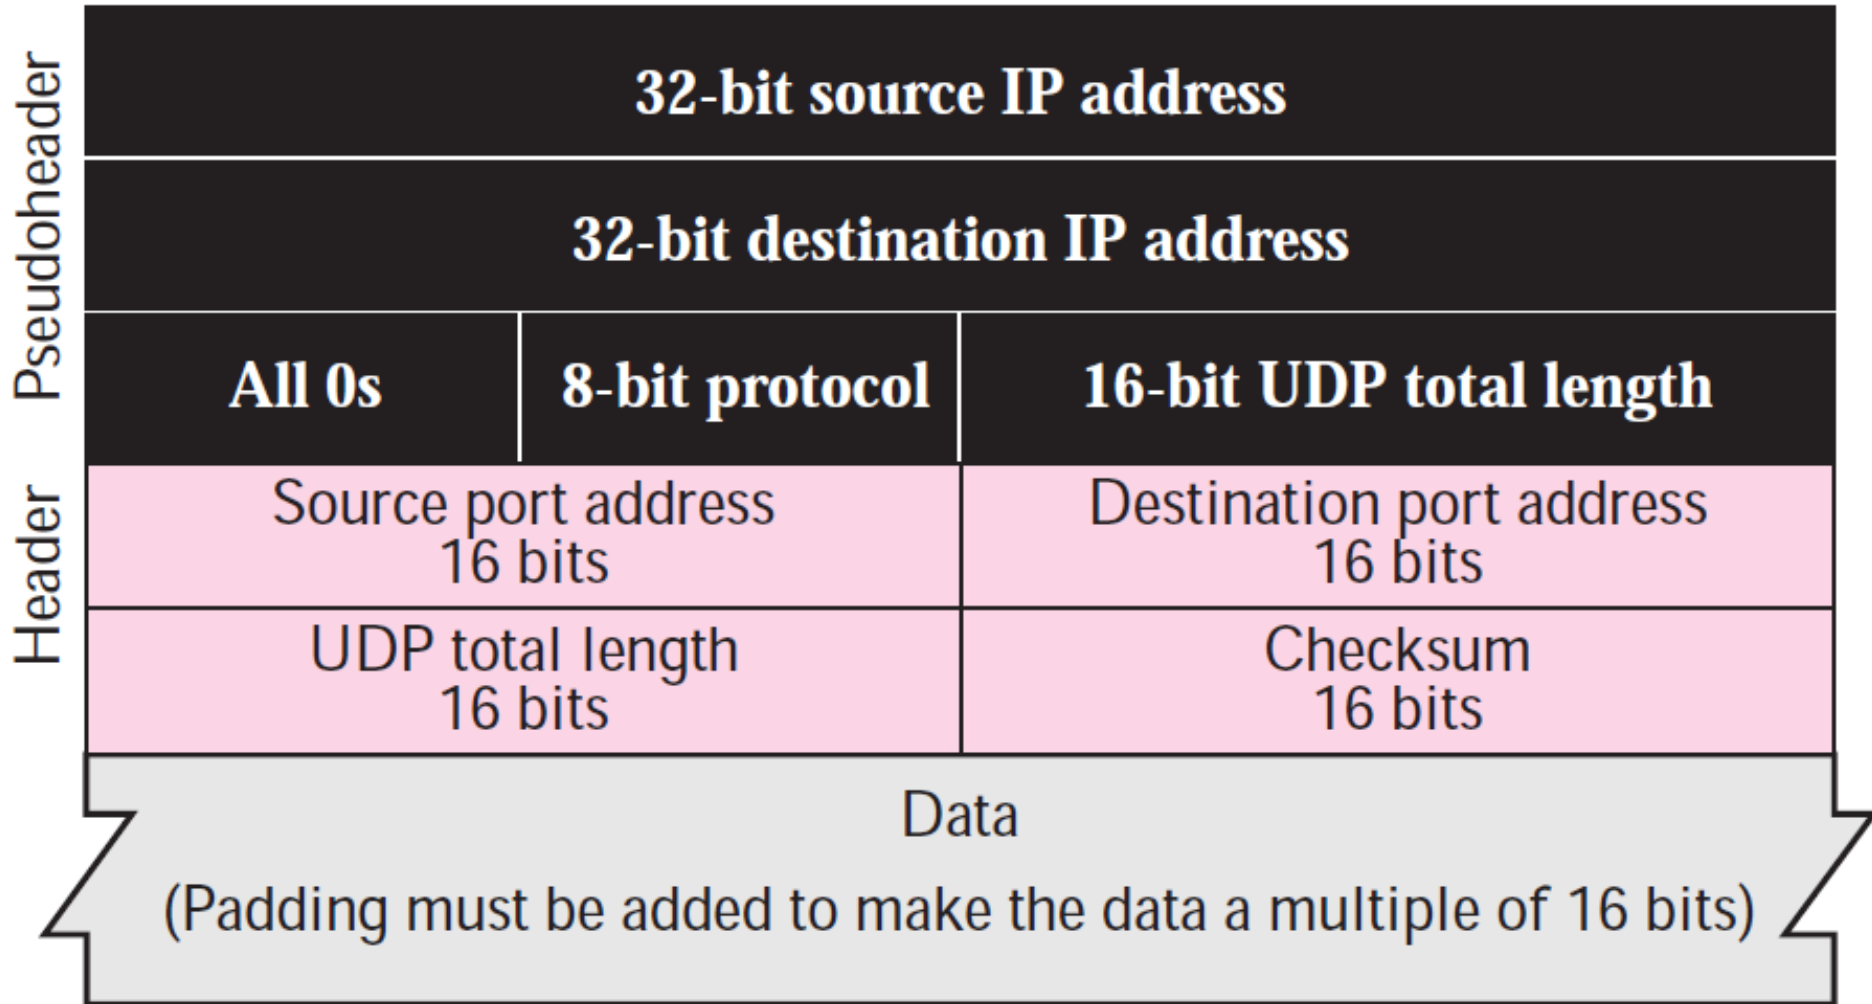 Pseudoheader
32-bit source IP address
32-bit destination IP address
All 0s
8-bit protocol
16-bit UDP total length
Header
Source port address
16 bits
Destination port address
16 bits
UDP total length
16 bits
Checksum
16 bits
Data
(Padding must be added to make the data a multiple of 16 bits)